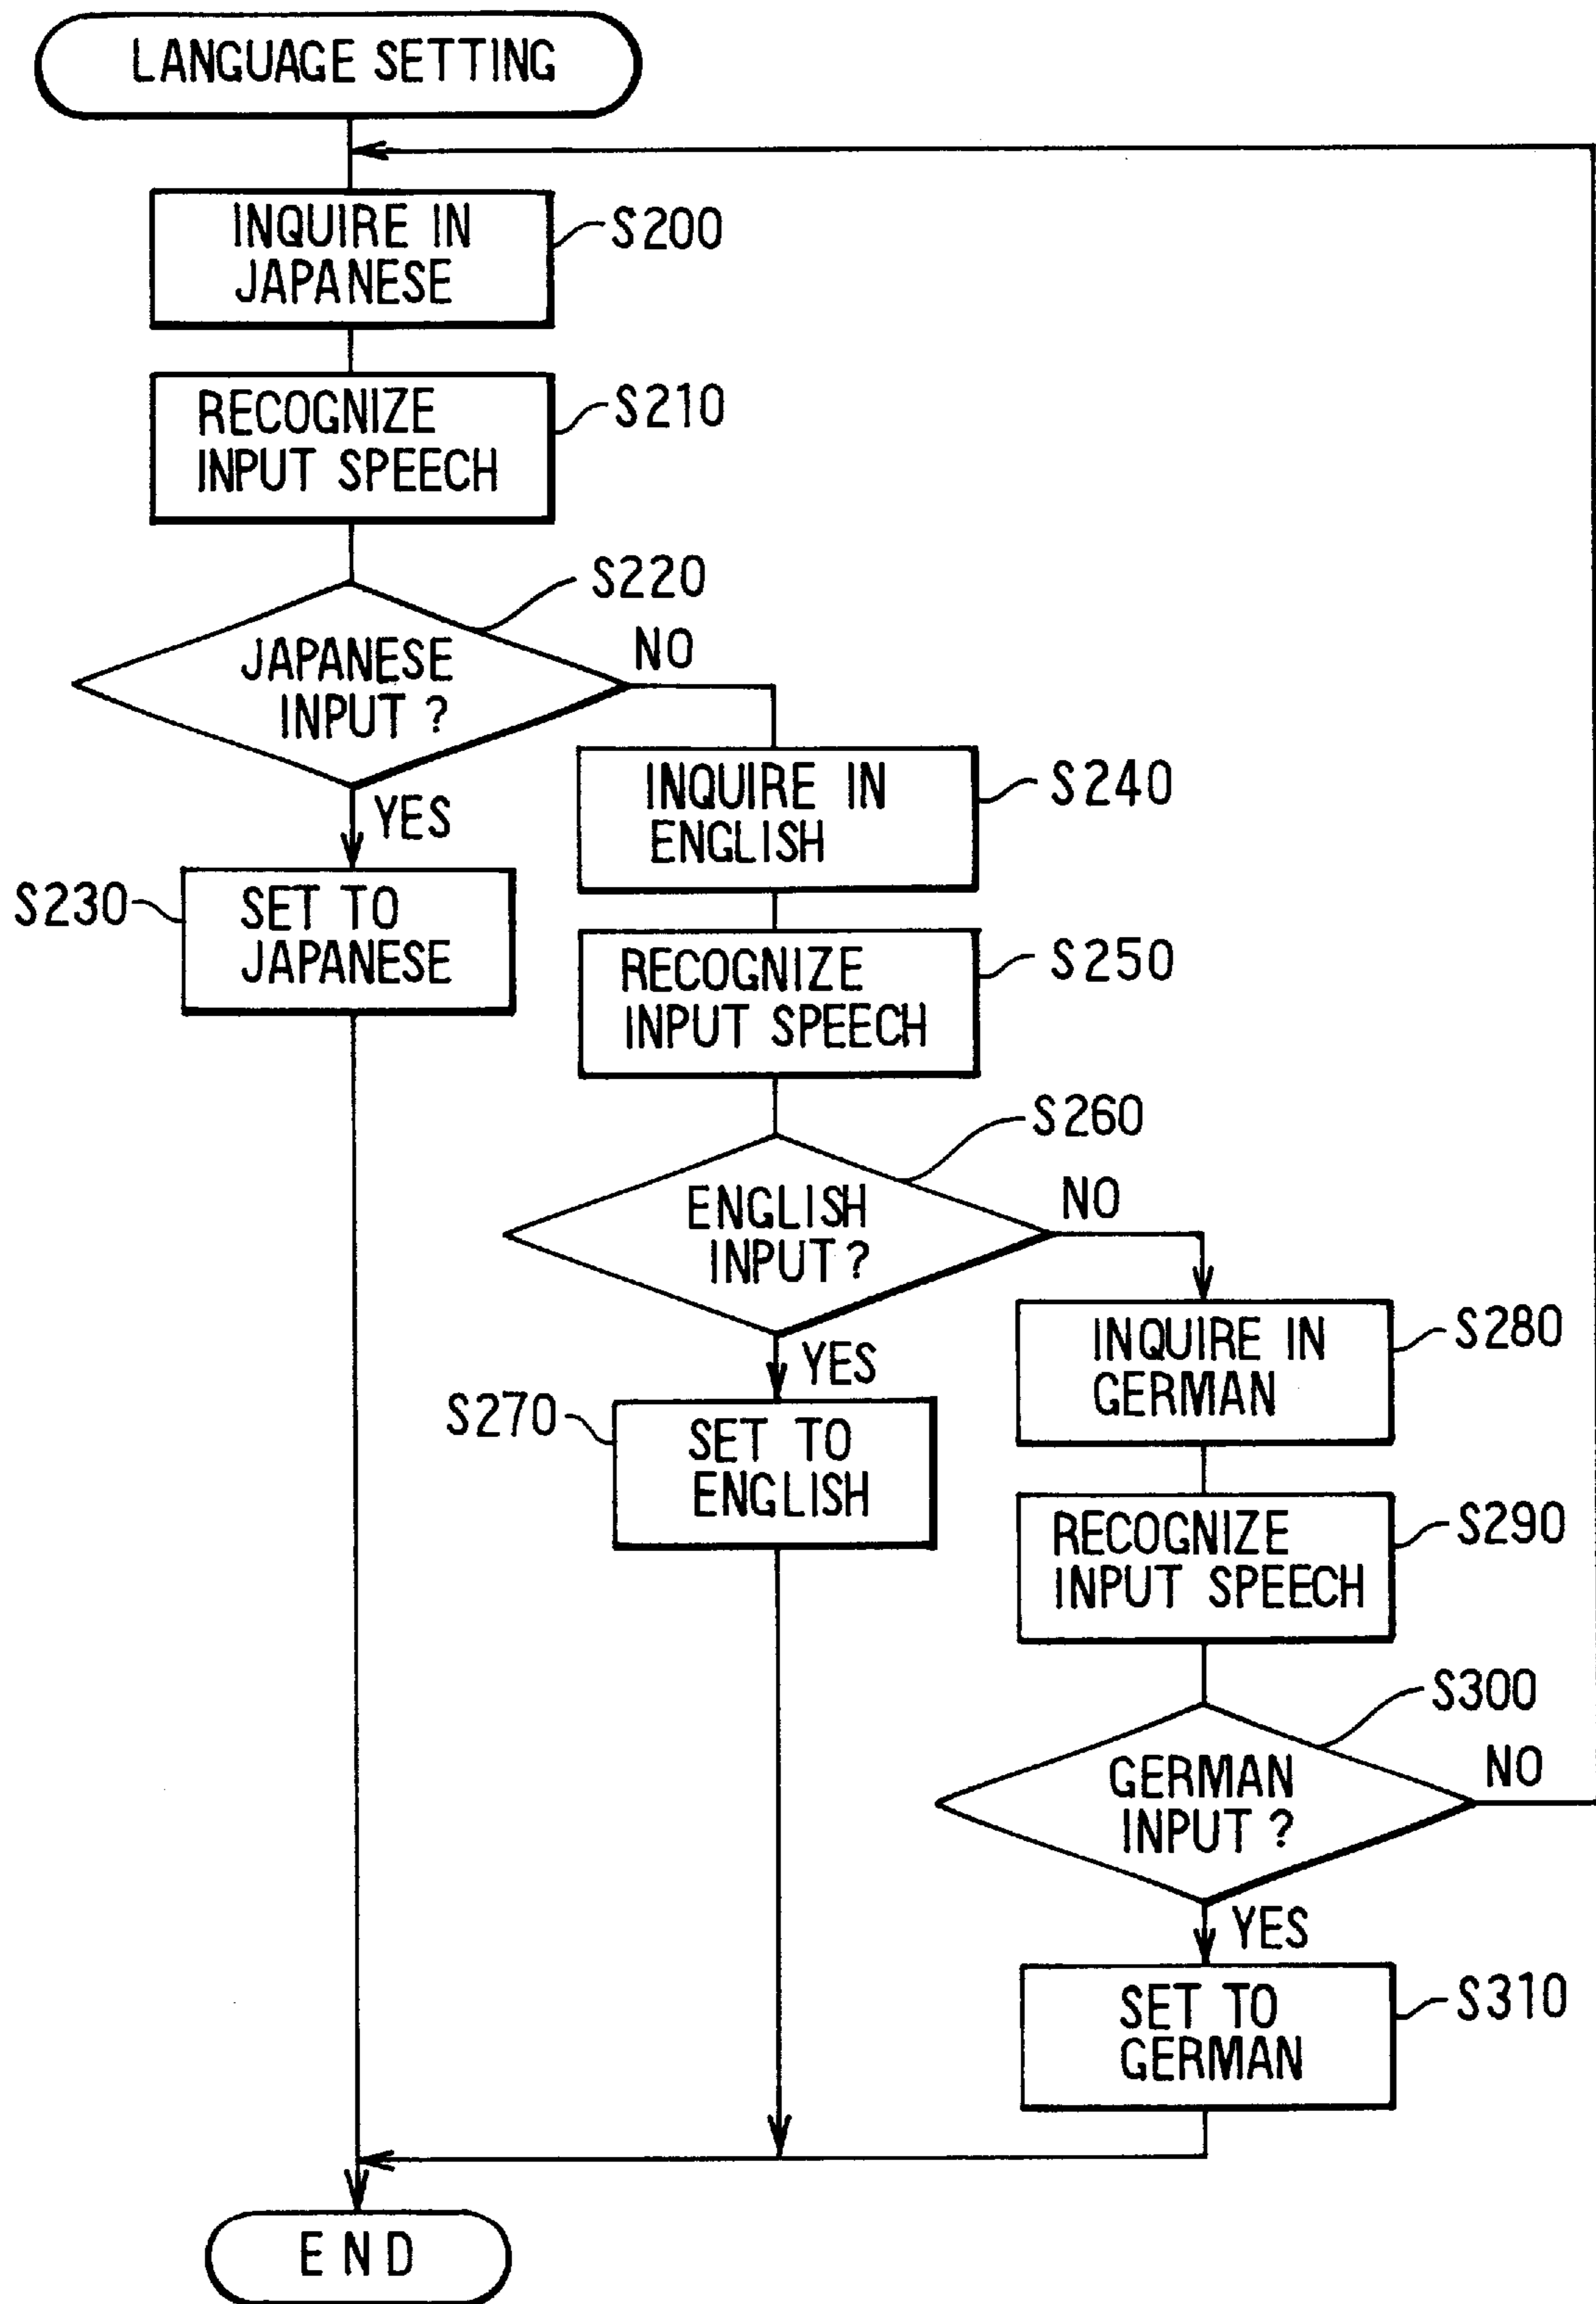 LANGUAGE SETTING
INQUIRE IN
JAPANESE
S200
RECOGNIZE
INPUT SPEECH
S210
S220
JAPANESE
INPUT ?
NO
YES
S230
SET TO
JAPANESE
INQUIRE IN
ENGLISH
S240
RECOGNIZE
INPUT SPEECH
S250
S260
ENGLISH
INPUT ?
NO
YES
S270
SET TO
ENGLISH
INQUIRE IN
GERMAN
S280
RECOGNIZE
INPUT SPEECH
S290
S300
GERMAN
INPUT ?
NO
YES
SET TO
GERMAN
S310
END